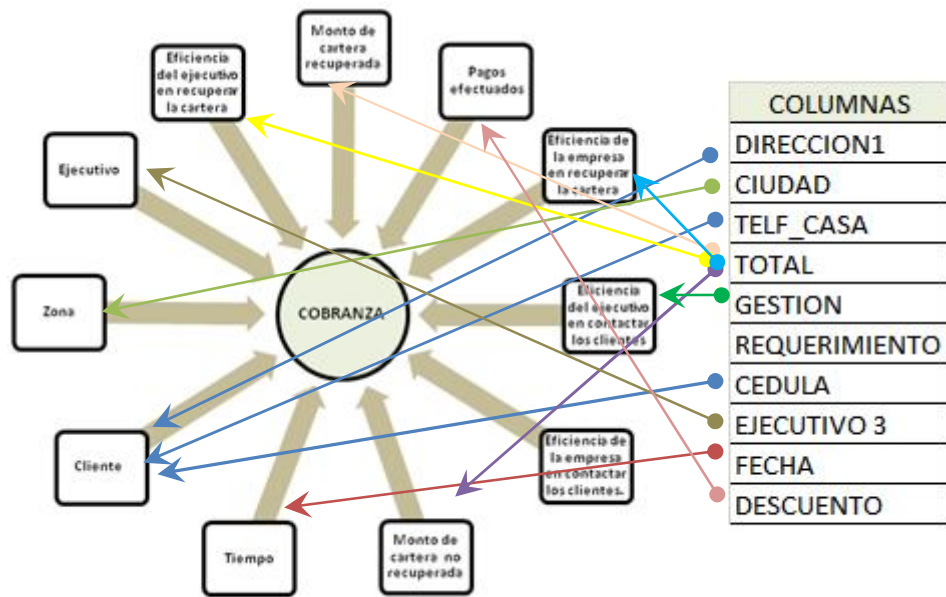 Monto de
cartera
recuperada
Eficiencia
del ejecutivo
en recuperar
la cartera
Pagos
efectuados
Ejecutivo
Eficiencia de
la empresa
en recuperar
la cartera
Zona
COBRANZA
Eficiencia
del ejecutivo
en contactar
los clientes
Cliente
Eficiencia de
la empresa
en contactar
los clientes.
Tiempo
Monto de
cartera no
recuperada
COLUMNAS
DIRECCION1
CIUDAD
TELF_CASA
TOTAL
GESTION
REQUERIMIENTO
CEDULA
EJECUTIVO 3
FECHA
DESCUENTO